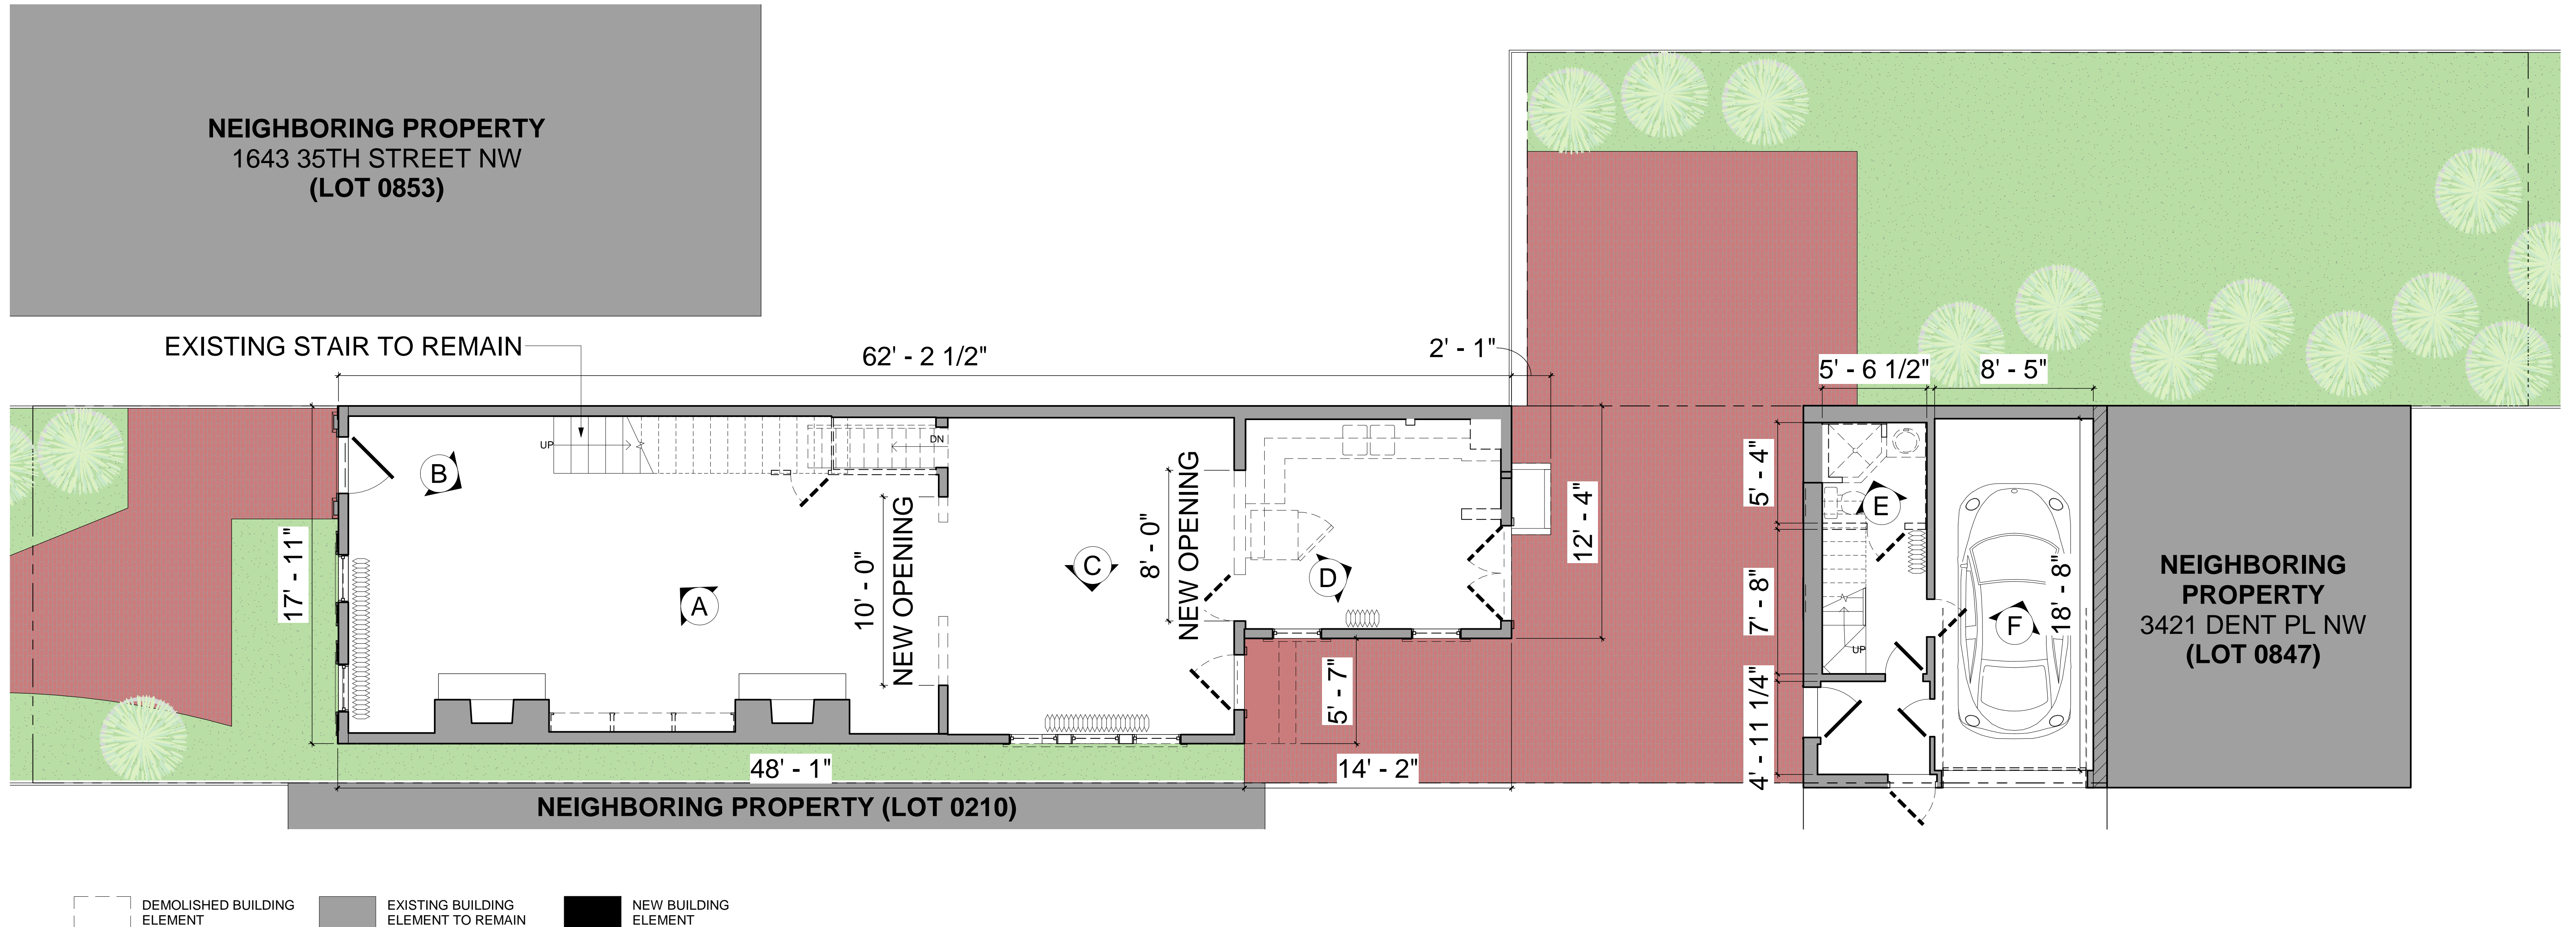 NEIGHBORING PROPERTY
1643 35TH STREET NW
(LOT 0853)
EXISTING STAIR TO REMAIN
62' - 2 1/2"
2' - 1"
5' - 6 1/2"
8' - 5"
UP
DN
B
A
C
D
E
F
17' - 11"
10' - 0"
NEW OPENING
8' - 0"
NEW OPENING
12' - 4"
5' - 7"
5' - 4"
7' - 8"
4' - 11 1/4"
18' - 8"
UP
48' - 1"
14' - 2"
NEIGHBORING
PROPERTY
3421 DENT PL NW
(LOT 0847)
NEIGHBORING PROPERTY (LOT 0210)
DEMOLISHED BUILDING
ELEMENT
EXISTING BUILDING
ELEMENT TO REMAIN
NEW BUILDING
ELEMENT